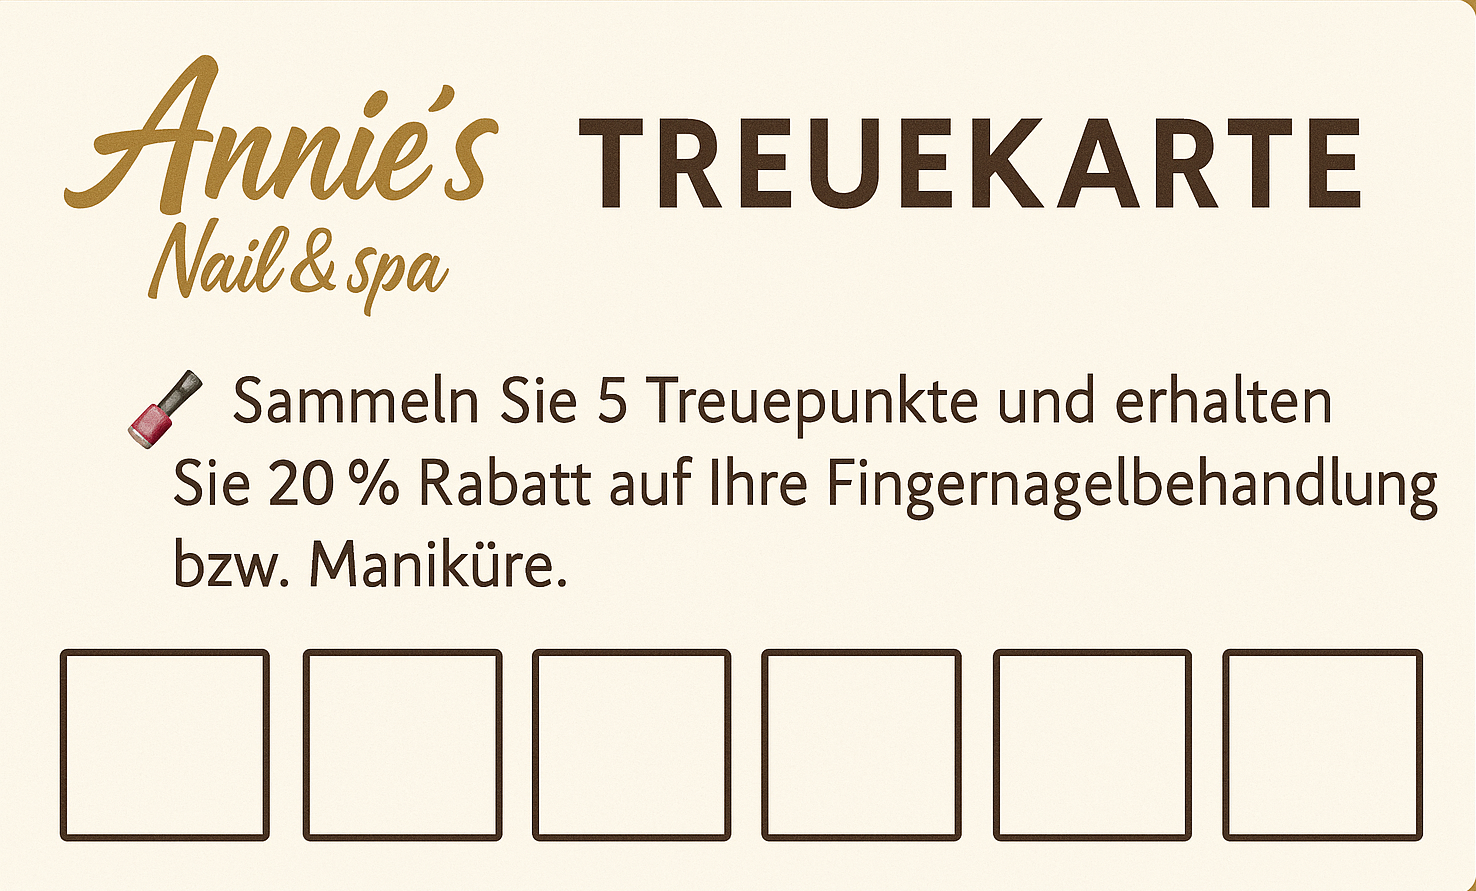 Annie's
Nail & spa
TREUEKARTE
Sammeln Sie 5 Treuepunkte und erhalten
Sie 20 % Rabatt auf Ihre Fingernagelbehandlung
bzw. Maniküre.